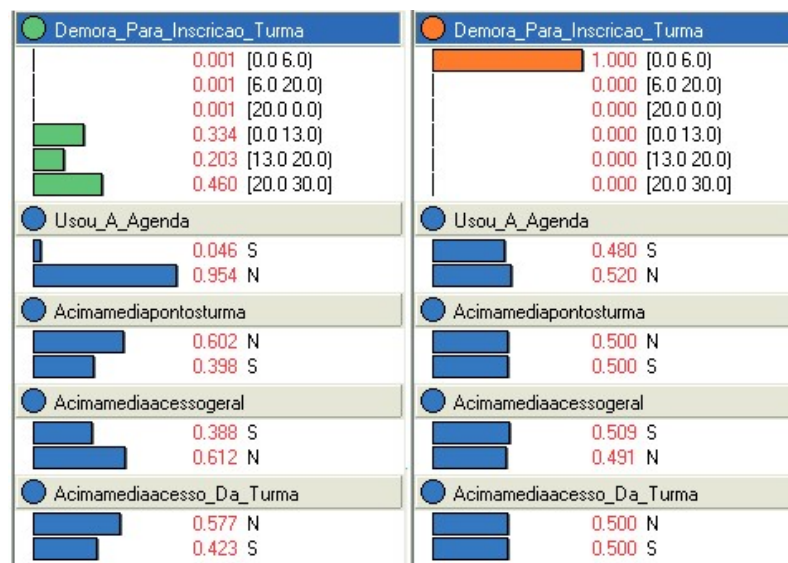 Demora_Para_Inscricao_Turma
0.001 [0.0 6.0)
0.001 [6.0 20.0)
0.001 [20.0 0.0)
0.334 [0.0 13.0)
0.203 [13.0 20.0)
0.460 [20.0 30.0]
Usou_A_Agenda
0.046 S
0.954 N
Acimamediapontosturma
0.602 N
0.398 S
Acimamediaacessogeral
0.388 S
0.612 N
Acimamediaacesso_Da_Turma
0.577 N
0.423 S
Demora_Para_Inscricao_Turma
1.000 [0.0 6.0)
0.000 [6.0 20.0)
0.000 [20.0 0.0)
0.000 [0.0 13.0)
0.000 [13.0 20.0)
0.000 [20.0 30.0]
Usou_A_Agenda
0.480 S
0.520 N
Acimamediapontosturma
0.500 N
0.500 S
Acimamediaacessogeral
0.509 S
0.491 N
Acimamediaacesso_Da_Turma
0.500 N
0.500 S